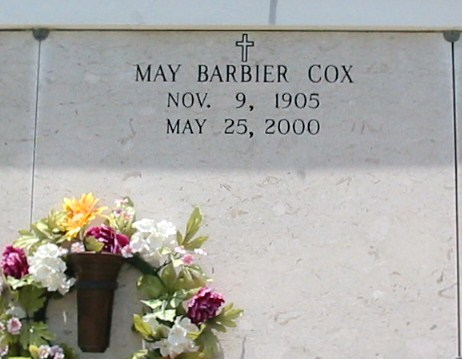 MAY BARBIER COX
NOV. 9, 1905
MAY 25, 2000